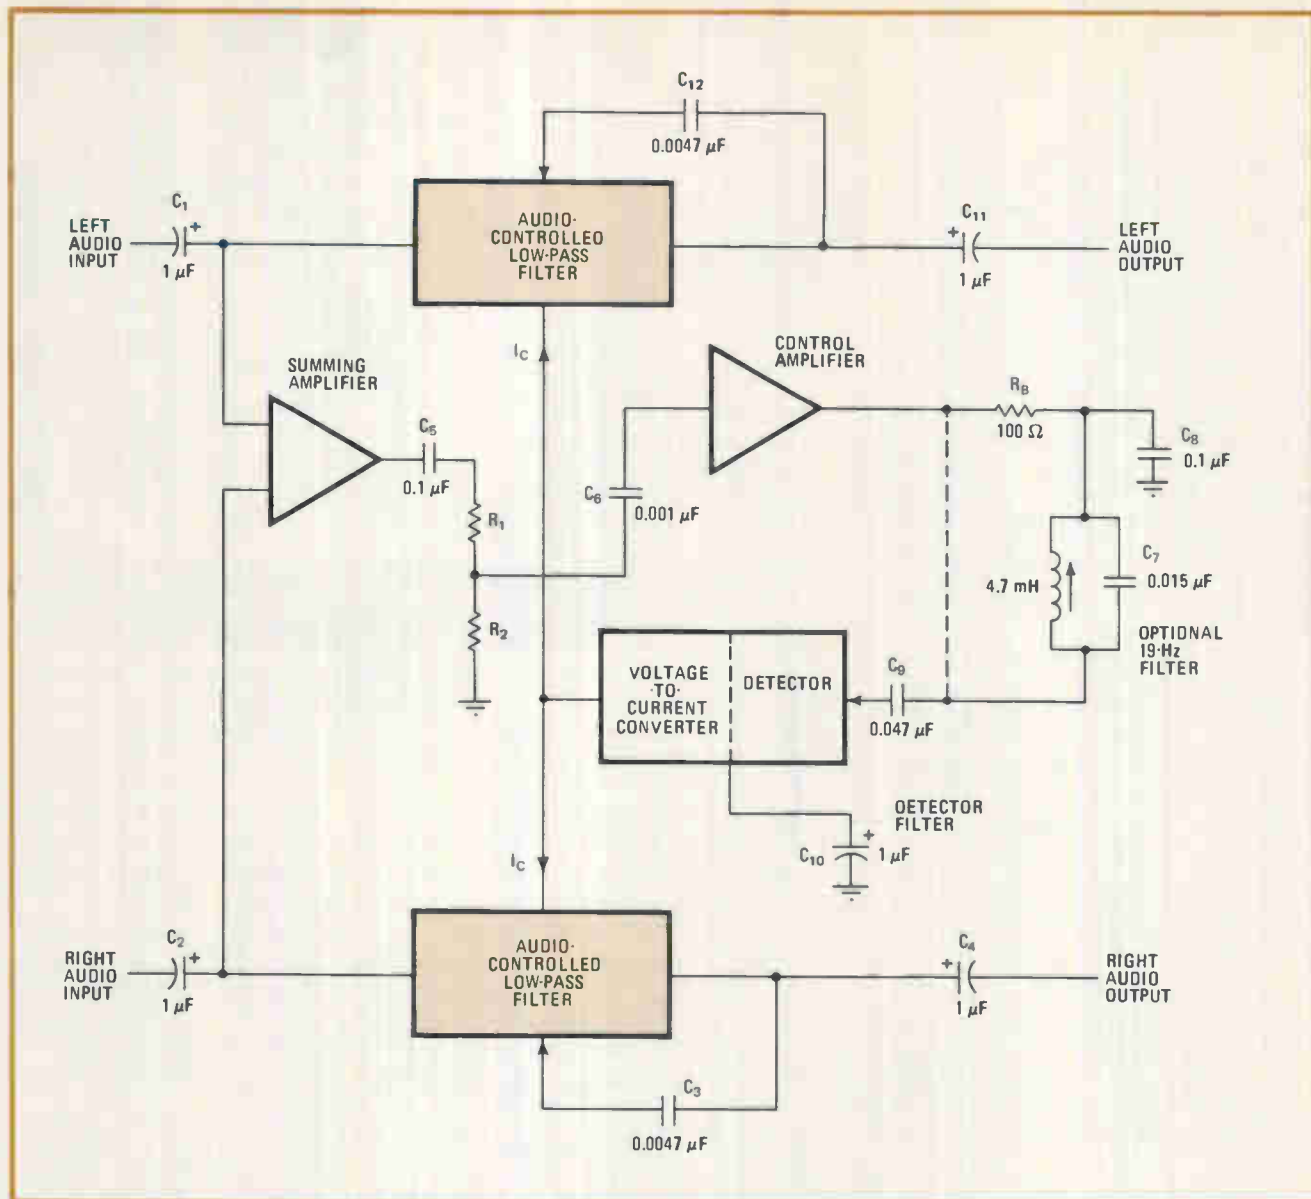 C12
0.0047 µF
LEFT
AUDIO
INPUT
C1
+
1 µF
AUDIO-
CONTROLLED
LOW-PASS
FILTER
+
C11
1 µF
LEFT
AUDIO
OUTPUT
IC
SUMMING
AMPLIFIER
C5
0.1 µF
R1
R2
C6
0.001 µF
CONTROL
AMPLIFIER
RB
100 Ω
C8
0.1 µF
4.7 mH
C7
0.015 µF
OPTIONAL
19-Hz
FILTER
VOLTAGE
-TO-
CURRENT
CONVERTER
DETECTOR
C9
0.047 µF
DETECTOR
FILTER
C10
+
1 µF
IC
RIGHT
AUDIO
INPUT
C2
+
1 µF
AUDIO-
CONTROLLED
LOW-PASS
FILTER
+
C4
1 µF
RIGHT
AUDIO
OUTPUT
C3
0.0047 µF